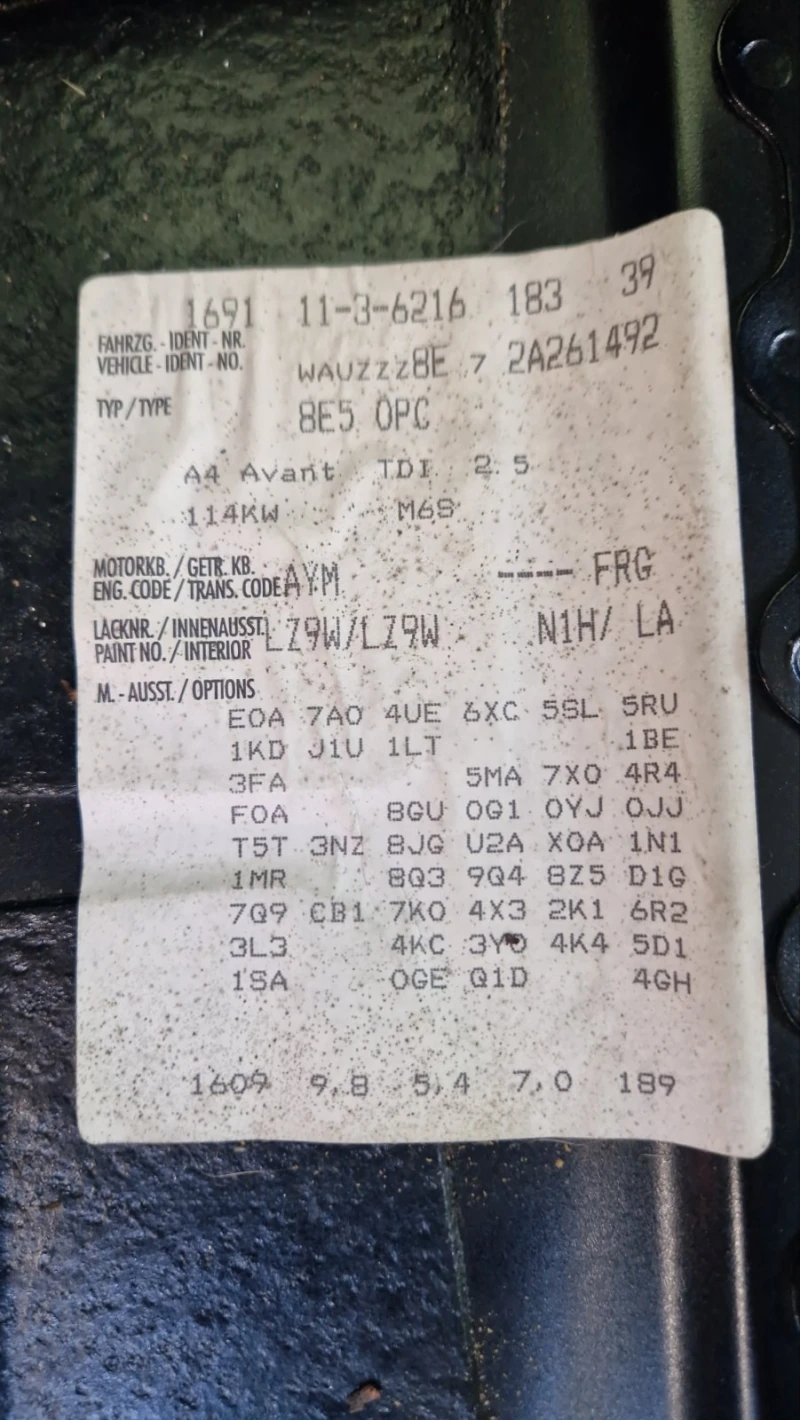 1691 11-3-6216 183 39
FAHRZG. - IDENT - NR.
VEHICLE - IDENT - NO. WAUZZZ8E 7 2A261492
TYP / TYPE 8E5 0PC
A4 Avant TDI 2.5
114KW M6S
MOTORKB. / GETR. KB.
ENG. CODE / TRANS. CODE AYM ---- FRG
LACKNR. / INNENAUSST. LZ9W/LZ9W N1H/ LA
PAINT NO. / INTERIOR
M. - AUSST. / OPTIONS
E0A 7A0 4UE 6XC 5SL 5RU
1KD J1U 1LT 1BE
3FA 5MA 7X0 4R4
F0A 8GU 0G1 0YJ 0JJ
T5T 3NZ 8JG U2A X0A 1N1
1MR 8Q3 9Q4 8Z5 D1G
7Q9 CB1 7K0 4X3 2K1 6R2
3L3 4KC 3Y0 4K4 5D1
1SA 0GE Q1D 4GH
1609 9,8 5,4 7,0 189